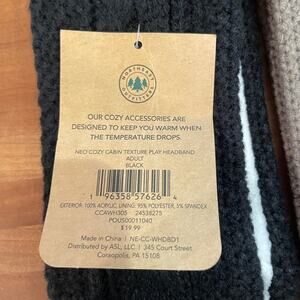 NORTHEAST
OUTFITTERS
OUR COZY ACCESSORIES ARE
DESIGNED TO KEEP YOU WARM WHEN
THE TEMPERATURE DROPS.
NEO COZY CABIN TEXTURE PLAY HEADBAND
ADULT
BLACK
1 96358 57626 4
EXTERIOR: 100% ACRYLIC, LINING: 95% POLYESTER, 5% SPANDEX
CCAWH305 24538275
POUS00011040
$19.99
Made in China | NE-CC-WHDBD1
Distributed by ASL, LLC. | 345 Court Street
Coraopolis, PA 15108